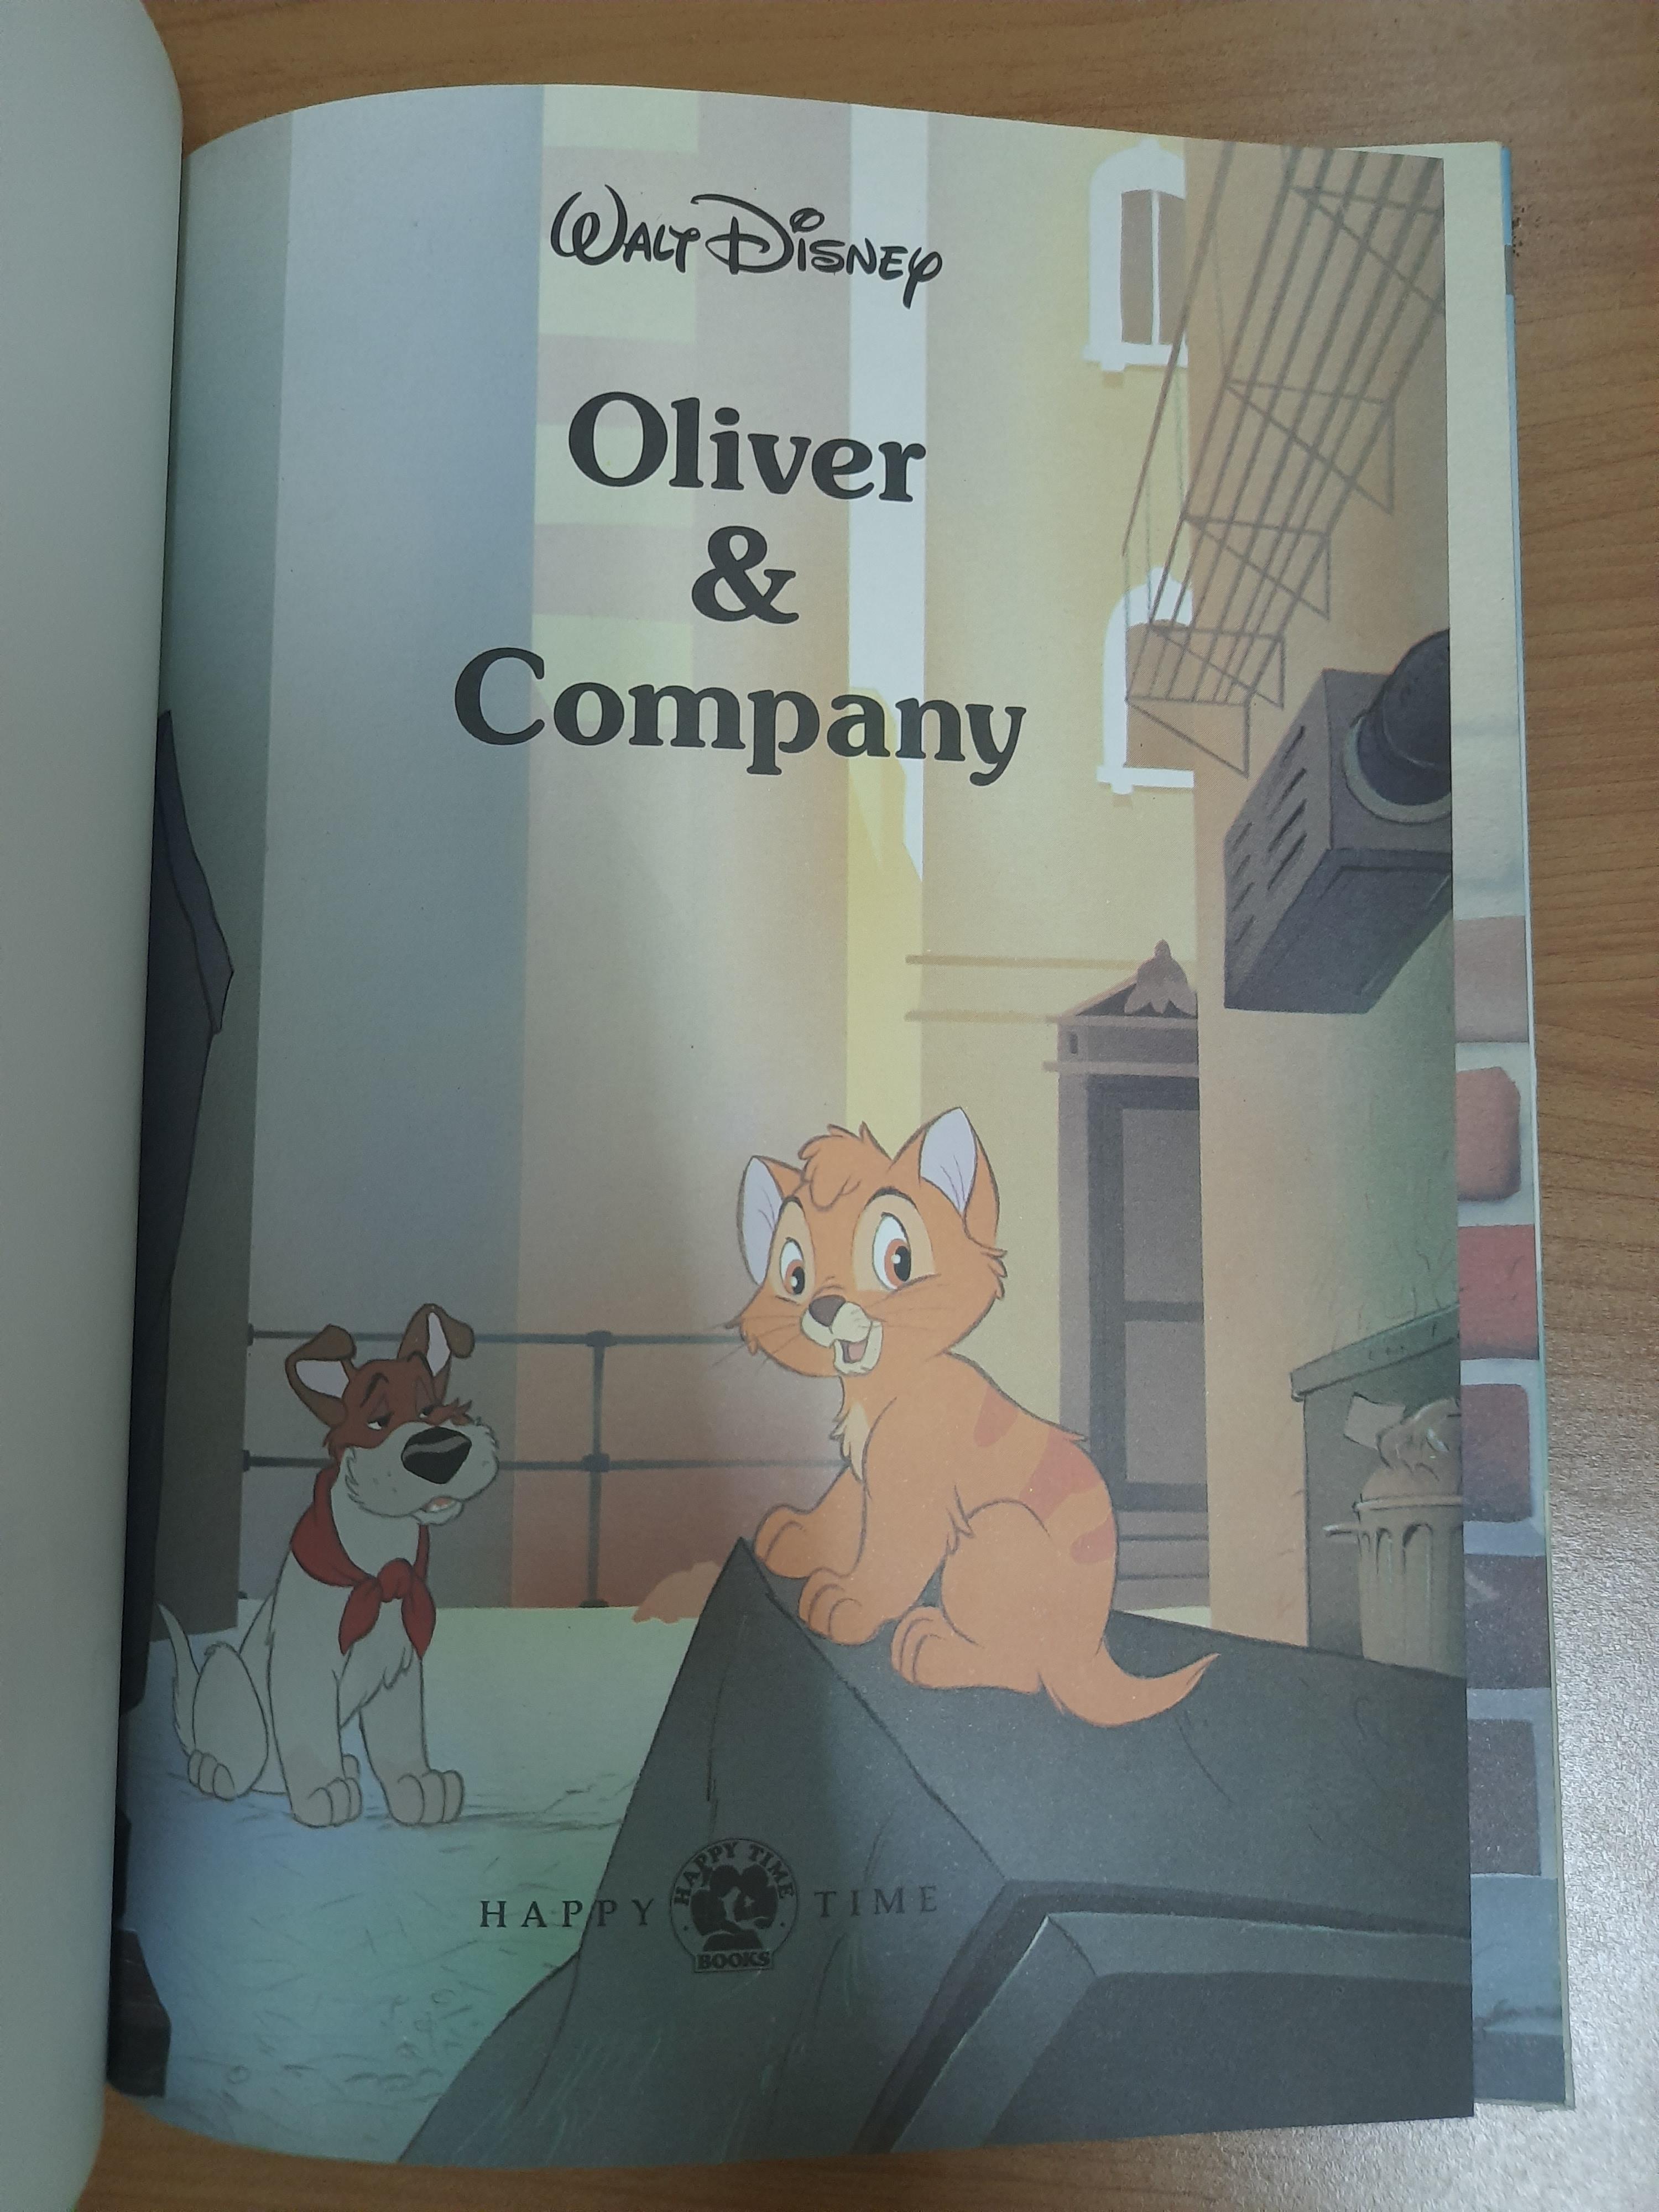 Walt Disney
Oliver
&
Company
HAPPY TIME
HAPPY TIME
BOOKS